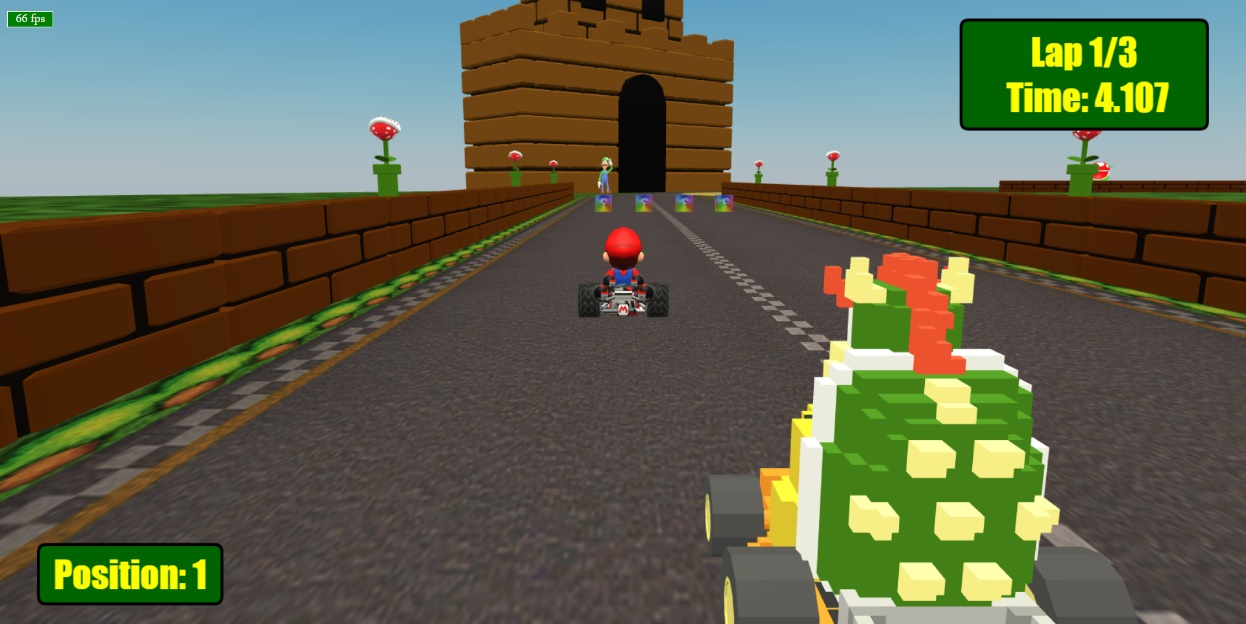 66 fps
Lap 1/3
Time: 4.107
M
Position: 1